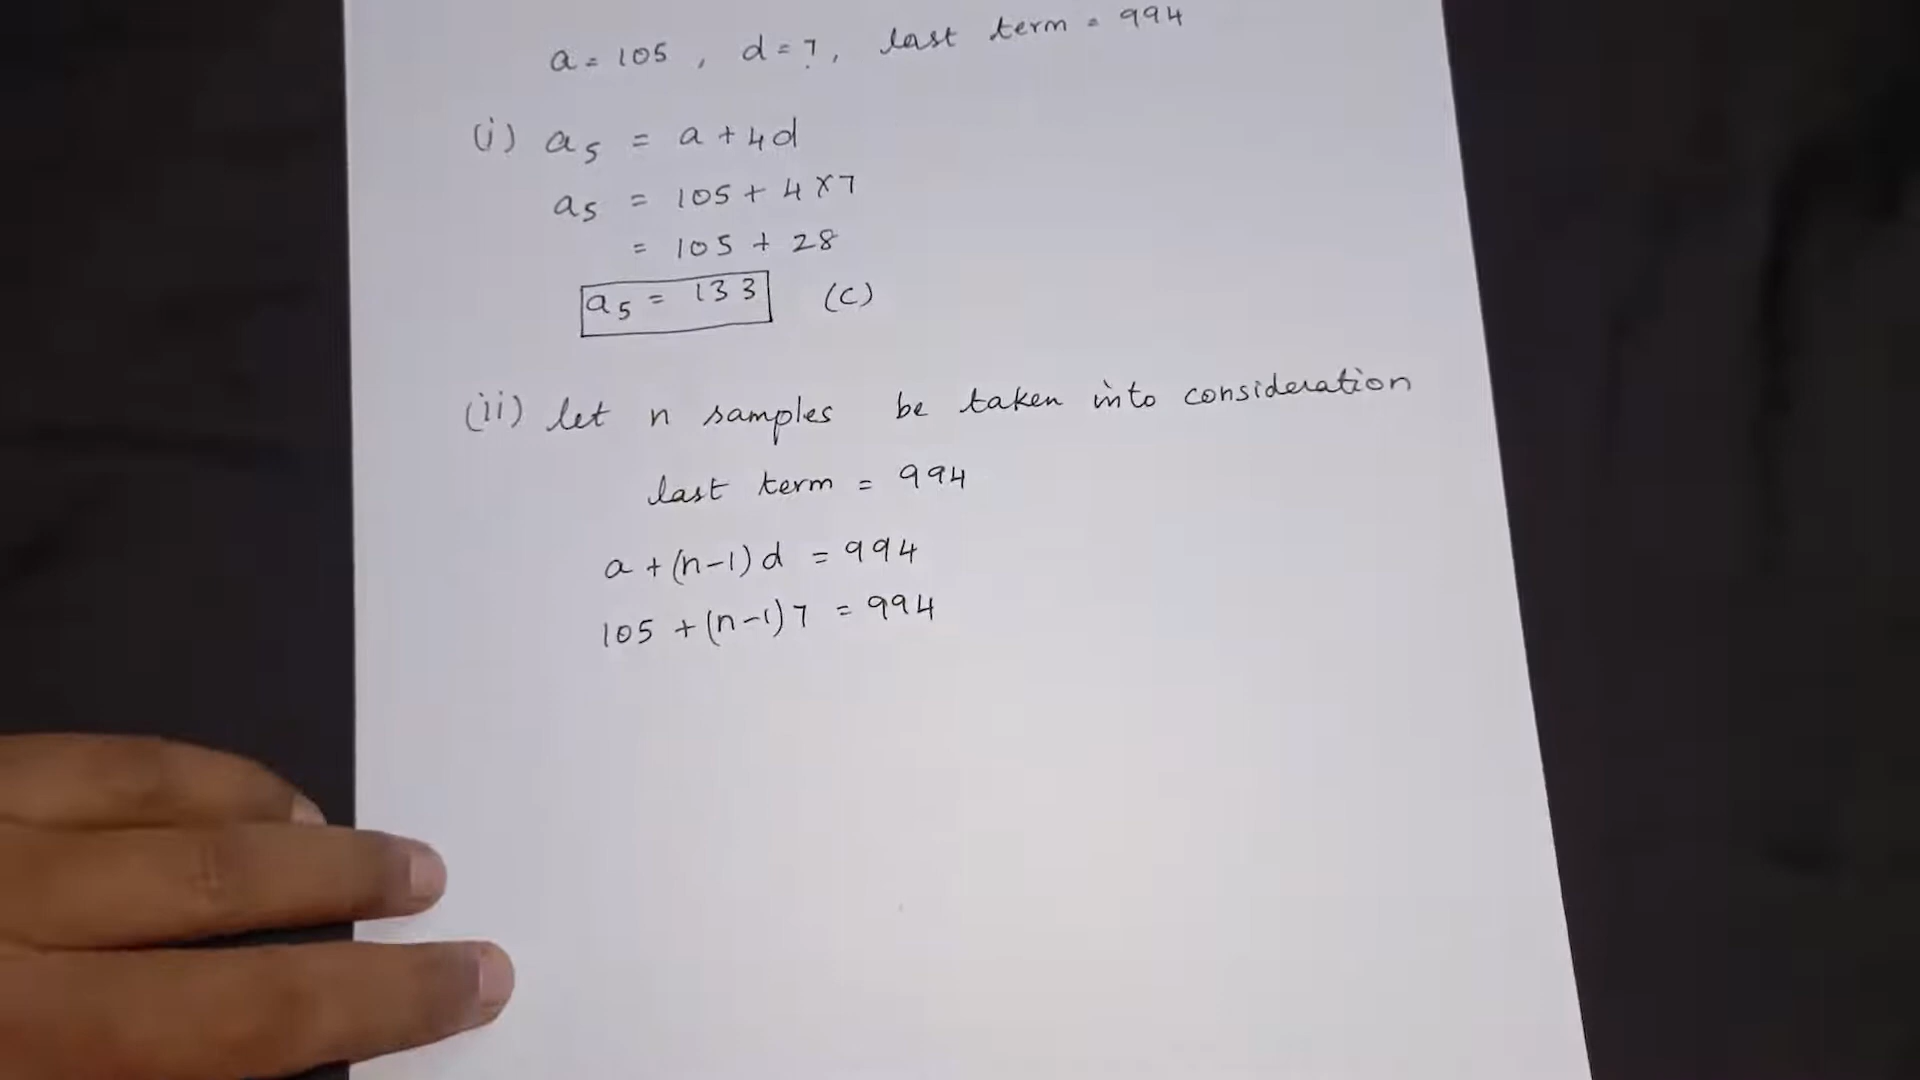 a = 105 , d = 7, last term = 994
(i) a5 = a + 4d
a5 = 105 + 4 × 7
= 105 + 28
a5 = 133 (C)
(ii) let n samples be taken into consideration
last term = 994
a + (n-1) d = 994
105 + (n-1) 7 = 994